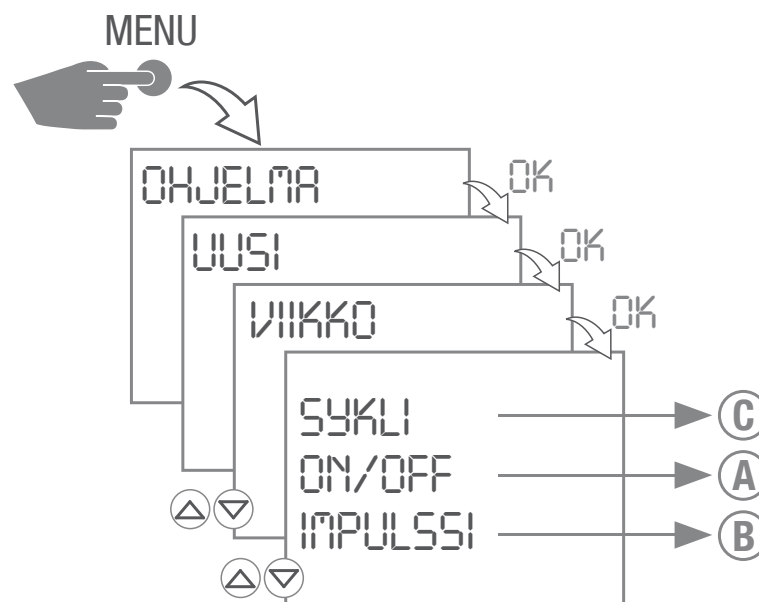 MENU
OHJELMA OK
UUSI OK
VIIKKO OK
SYKLI C
ON/OFF A
IMPULSSI B